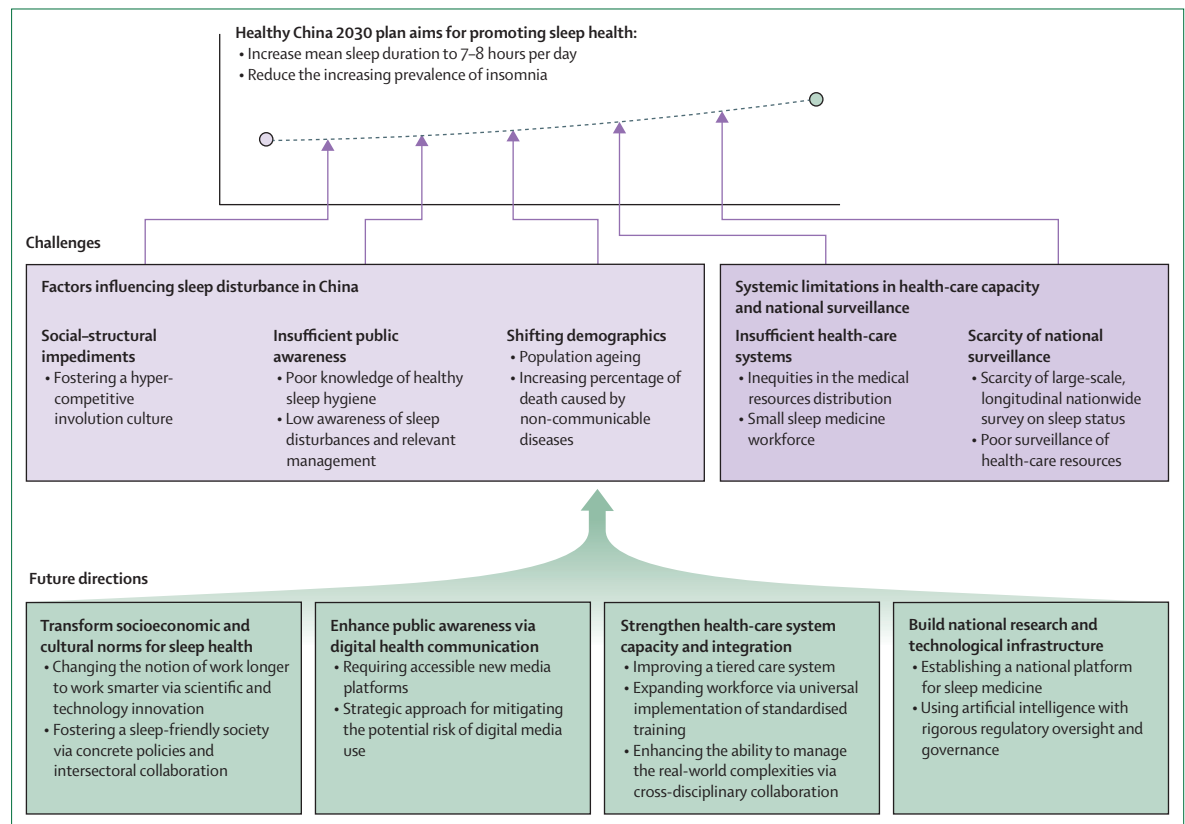 Healthy China 2030 plan aims for promoting sleep health:
• Increase mean sleep duration to 7–8 hours per day
• Reduce the increasing prevalence of insomnia
Challenges
Factors influencing sleep disturbance in China
Social–structural
impediments
• Fostering a hyper-
competitive
involution culture
Insufficient public
awareness
• Poor knowledge of healthy
sleep hygiene
• Low awareness of sleep
disturbances and relevant
management
Shifting demographics
• Population ageing
• Increasing percentage of
death caused by
non-communicable
diseases
Systemic limitations in health-care capacity
and national surveillance
Insufficient health-care
systems
• Inequities in the medical
resources distribution
• Small sleep medicine
workforce
Scarcity of national
surveillance
• Scarcity of large-scale,
longitudinal nationwide
survey on sleep status
• Poor surveillance of
health-care resources
Future directions
Transform socioeconomic and
cultural norms for sleep health
• Changing the notion of work longer
to work smarter via scientific and
technology innovation
• Fostering a sleep-friendly society
via concrete policies and
intersectoral collaboration
Enhance public awareness via
digital health communication
• Requiring accessible new media
platforms
• Strategic approach for mitigating
the potential risk of digital media
use
Strengthen health-care system
capacity and integration
• Improving a tiered care system
• Expanding workforce via universal
implementation of standardised
training
• Enhancing the ability to manage
the real-world complexities via
cross-disciplinary collaboration
Build national research and
technological infrastructure
• Establishing a national platform
for sleep medicine
• Using artificial intelligence with
rigorous regulatory oversight and
governance